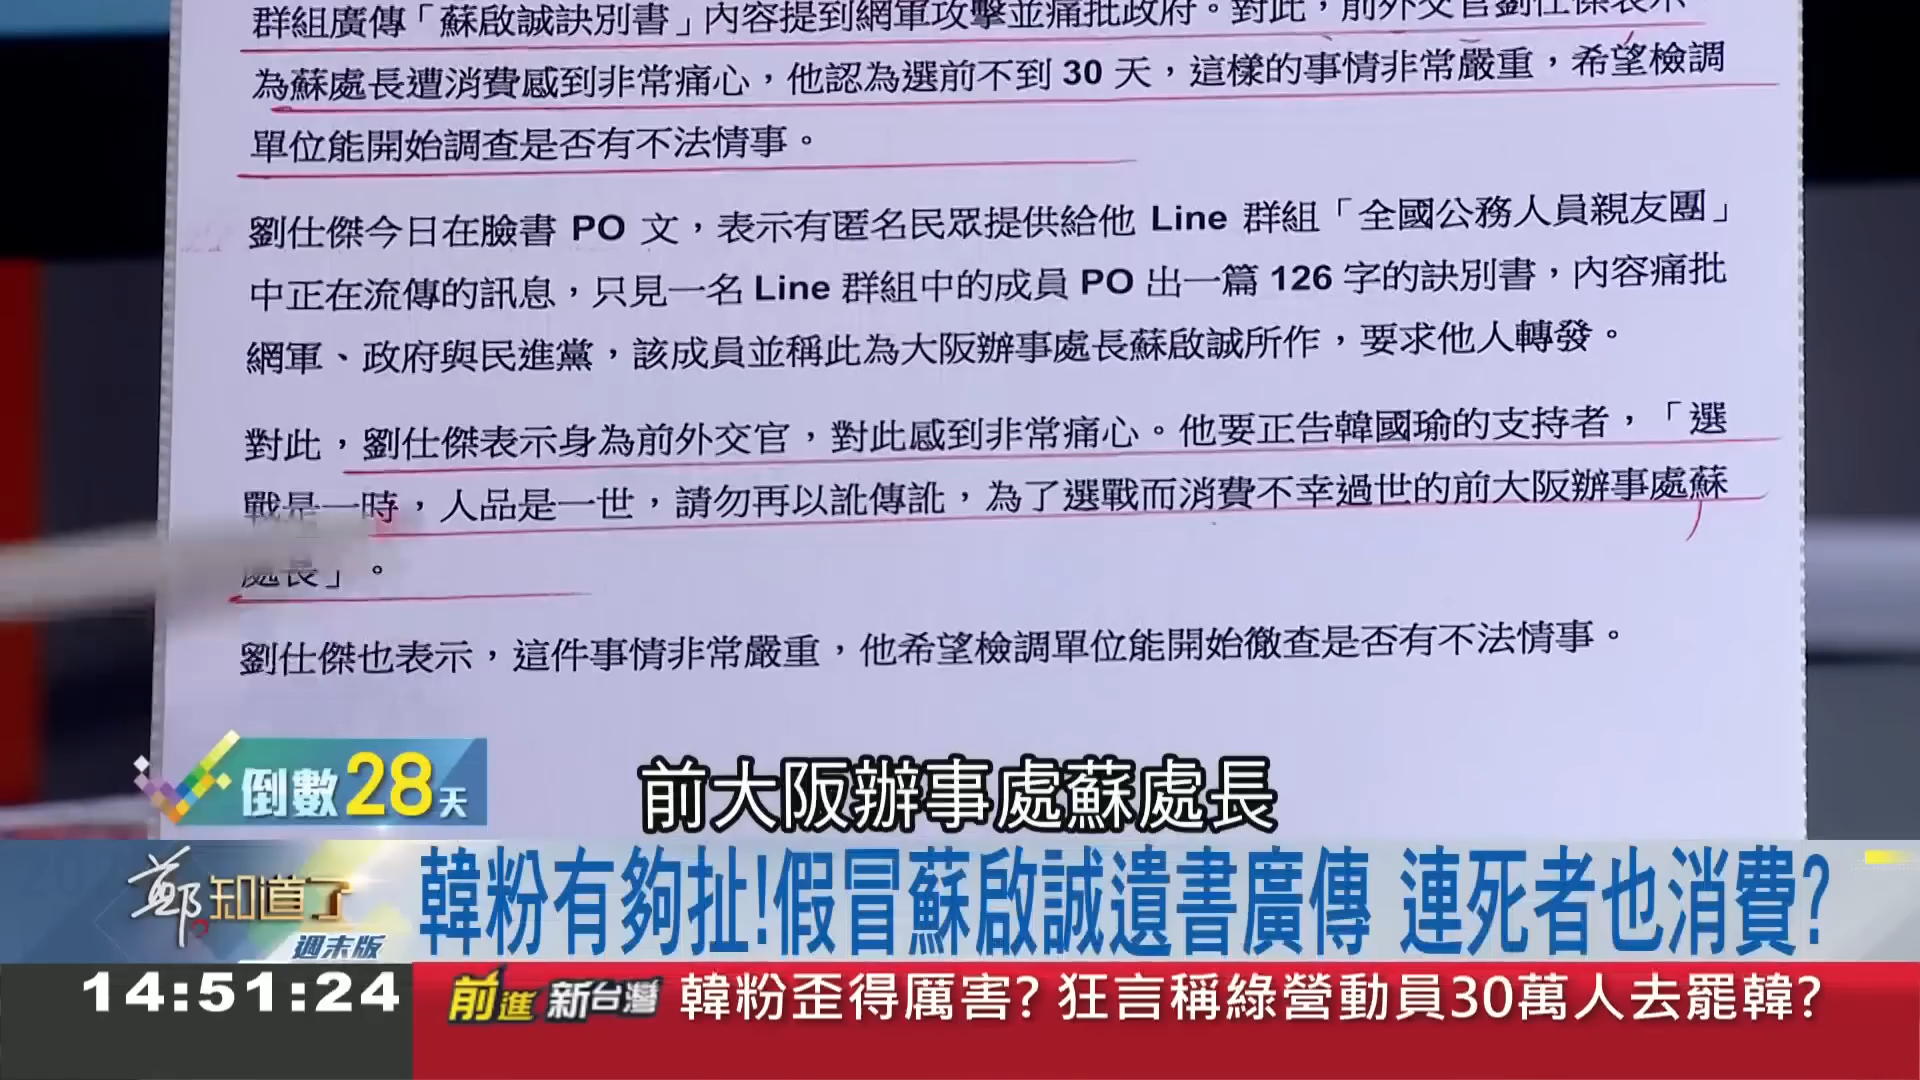 群組廣傳「蘇啟誠訣別書」內容提到網軍攻擊並痛批政府。對此，前外交官劉仕傑表示，
為蘇處長遭消費感到非常痛心，他認為選前不到 30 天，這樣的事情非常嚴重，希望檢調
單位能開始調查是否有不法情事。
劉仕傑今日在臉書 PO 文，表示有匿名民眾提供給他 Line 群組「全國公務人員親友團」
中正在流傳的訊息，只見一名 Line 群組中的成員 PO 出一篇 126 字的訣別書，內容痛批
網軍、政府與民進黨，該成員並稱此為大阪辦事處長蘇啟誠所作，要求他人轉發。
對此，劉仕傑表示身為前外交官，對此感到非常痛心。他要正告韓國瑜的支持者，「選
戰是一時，人品是一世，請勿再以訛傳訛，為了選戰而消費不幸過世的前大阪辦事處蘇
處長」。
劉仕傑也表示，這件事情非常嚴重，他希望檢調單位能開始徹查是否有不法情事。
倒數28天
前大阪辦事處蘇處長
鄭知道了 週末版
韓粉有夠扯!假冒蘇啟誠遺書廣傳 連死者也消費?
14:51:24
前進新台灣 韓粉歪得厲害? 狂言稱綠營動員30萬人去罷韓?